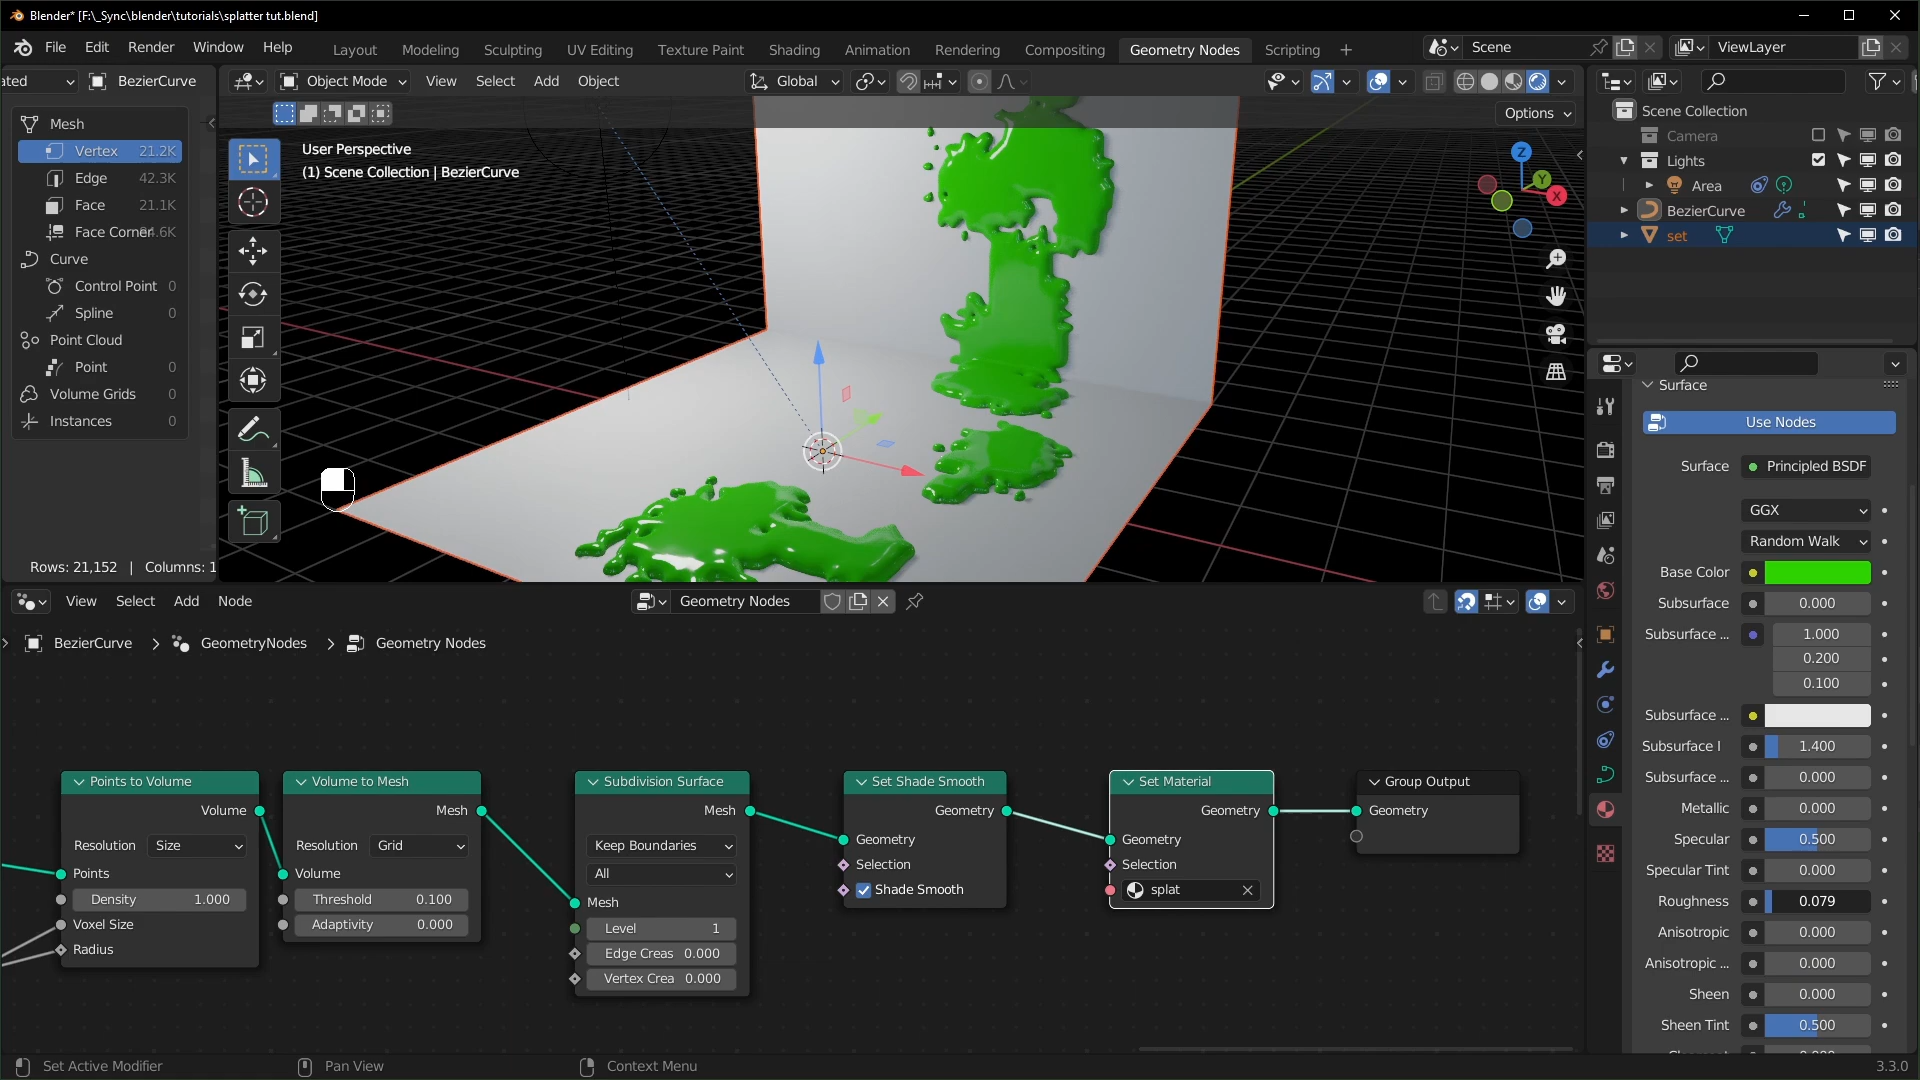 Blender* [F:\_Sync\blender\tutorials\splatter tut.blend]
File Edit Render Window Help
Layout Modeling Sculpting UV Editing Texture Paint Shading Animation Rendering Compositing Geometry Nodes Scripting +
Scene
ViewLayer
ated
BezierCurve
Object Mode
View Select Add Object
Global
Options
Mesh
Vertex 21.2K
Edge 42.3K
Face 21.1K
Face Corner
Curve
Control Point 0
Spline 0
Point Cloud
Point 0
Volume Grids 0
Instances 0
Rows: 21,152 | Columns: 1
User Perspective
(1) Scene Collection | BezierCurve
Z
Y
X
Scene Collection
Camera
Lights
Area
BezierCurve
set
Surface
Use Nodes
Surface Principled BSDF
GGX
Random Walk
Base Color
Subsurface 0.000
Subsurface ... 1.000
0.200
0.100
Subsurface ...
Subsurface I 1.400
Subsurface ... 0.000
Metallic 0.000
Specular 0.500
Specular Tint 0.000
Roughness 0.079
Anisotropic 0.000
Anisotropic ... 0.000
Sheen 0.000
Sheen Tint 0.500
View Select Add Node
Geometry Nodes
BezierCurve > GeometryNodes > Geometry Nodes
Points to Volume
Volume
Resolution Size
Points
Density 1.000
Voxel Size
Radius
Volume to Mesh
Mesh
Resolution Grid
Volume
Threshold 0.100
Adaptivity 0.000
Subdivision Surface
Mesh
Keep Boundaries
All
Mesh
Level 1
Edge Creas 0.000
Vertex Crea 0.000
Set Shade Smooth
Geometry
Geometry
Selection
Shade Smooth
Set Material
Geometry
Geometry
Selection
splat
Group Output
Geometry
Set Active Modifier
Pan View
Context Menu
3.3.0